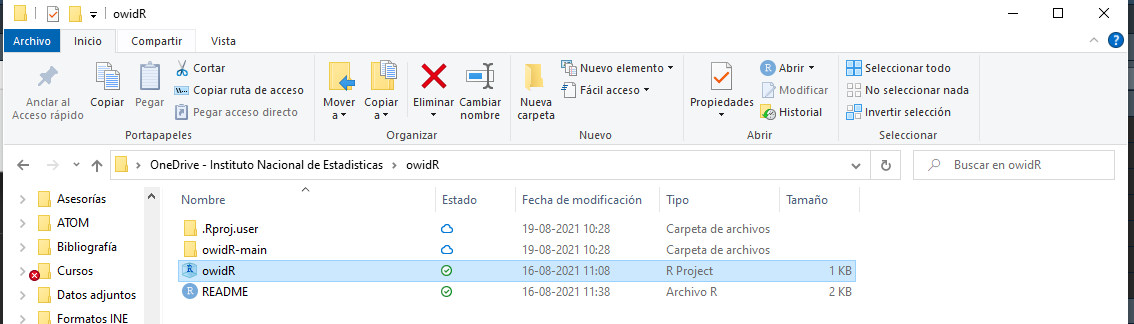 owidR
Archivo Inicio Compartir Vista
Anclar al Acceso rápido
Copiar
Pegar
Cortar
Copiar ruta de acceso
Pegar acceso directo
Portapapeles
Mover a
Copiar a
Eliminar
Cambiar nombre
Organizar
Nueva carpeta
Nuevo elemento
Fácil acceso
Nuevo
Propiedades
Abrir
Modificar
Historial
Abrir
Seleccionar todo
No seleccionar nada
Invertir selección
Seleccionar
OneDrive - Instituto Nacional de Estadisticas > owidR
Buscar en owidR
Asesorías
ATOM
Bibliografía
Cursos
Datos adjuntos
Formatos INE
Nombre Estado Fecha de modificación Tipo Tamaño
.Rproj.user 19-08-2021 10:28 Carpeta de archivos
owidR-main 19-08-2021 10:28 Carpeta de archivos
owidR 16-08-2021 11:08 R Project 1 KB
README 16-08-2021 11:38 Archivo R 2 KB